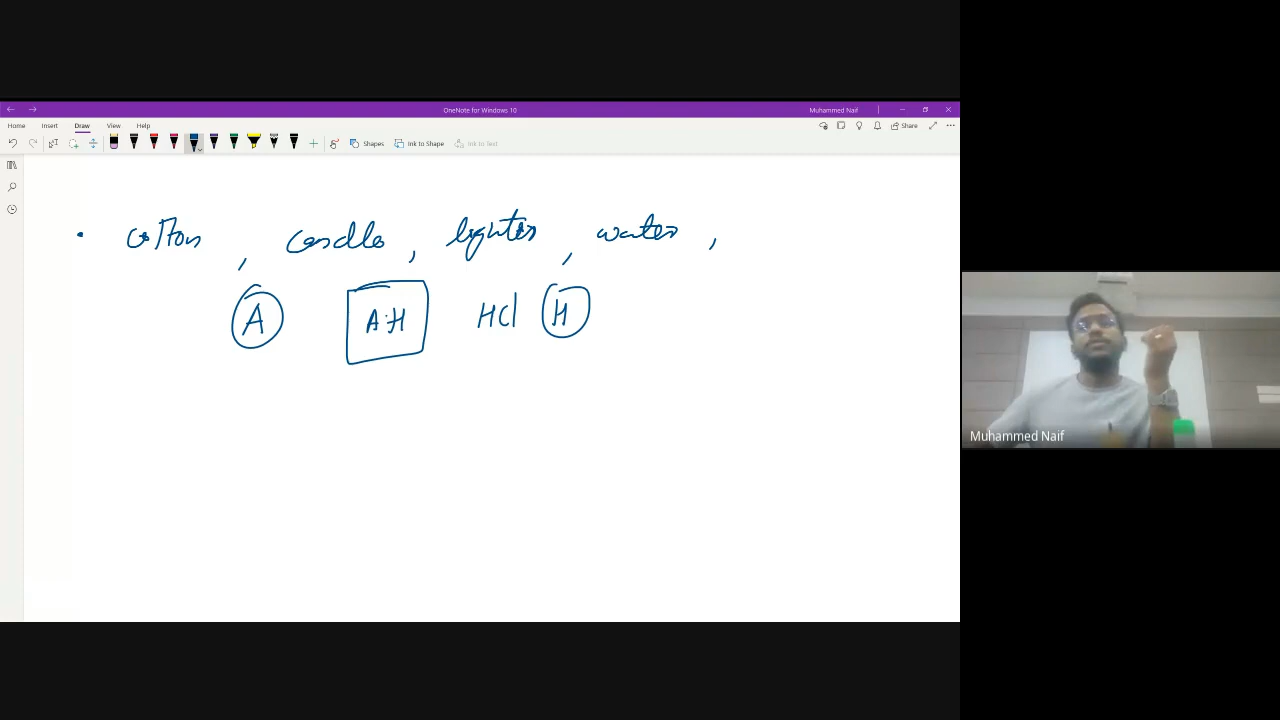 OneNote for Windows 10
Muhammed Naif
Home Insert Draw View Help
Shapes Ink to Shape Ink to Text Share
• cotton, candle, lighter, water,
A A·H HCl H
Muhammed Naif